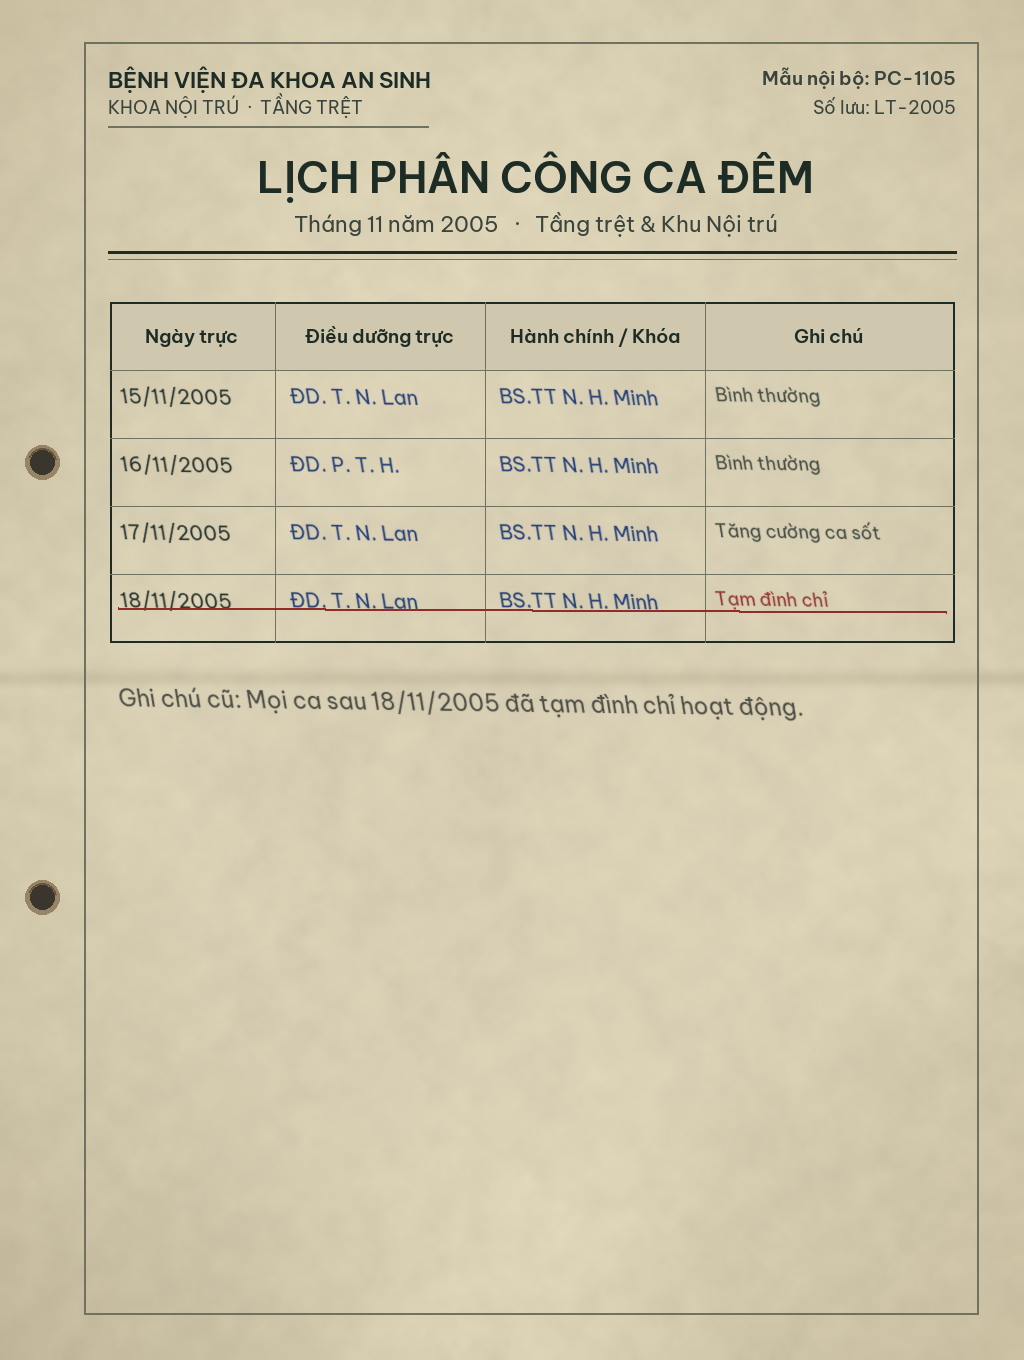 BỆNH VIỆN ĐA KHOA AN SINH
KHOA NỘI TRÚ · TẦNG TRỆT
Mẫu nội bộ: PC-1105
Số lưu: LT-2005
LỊCH PHÂN CÔNG CA ĐÊM
Tháng 11 năm 2005 · Tầng trệt & Khu Nội trú
Ngày trực Điều dưỡng trực Hành chính / Khóa Ghi chú
15/11/2005 ĐD. T. N. Lan BS.TT N. H. Minh Bình thường
16/11/2005 ĐD. P. T. H. BS.TT N. H. Minh Bình thường
17/11/2005 ĐD. T. N. Lan BS.TT N. H. Minh Tăng cường ca sốt
18/11/2005 ĐD. T. N. Lan BS.TT N. H. Minh Tạm đình chỉ
Ghi chú cũ: Mọi ca sau 18/11/2005 đã tạm đình chỉ hoạt động.